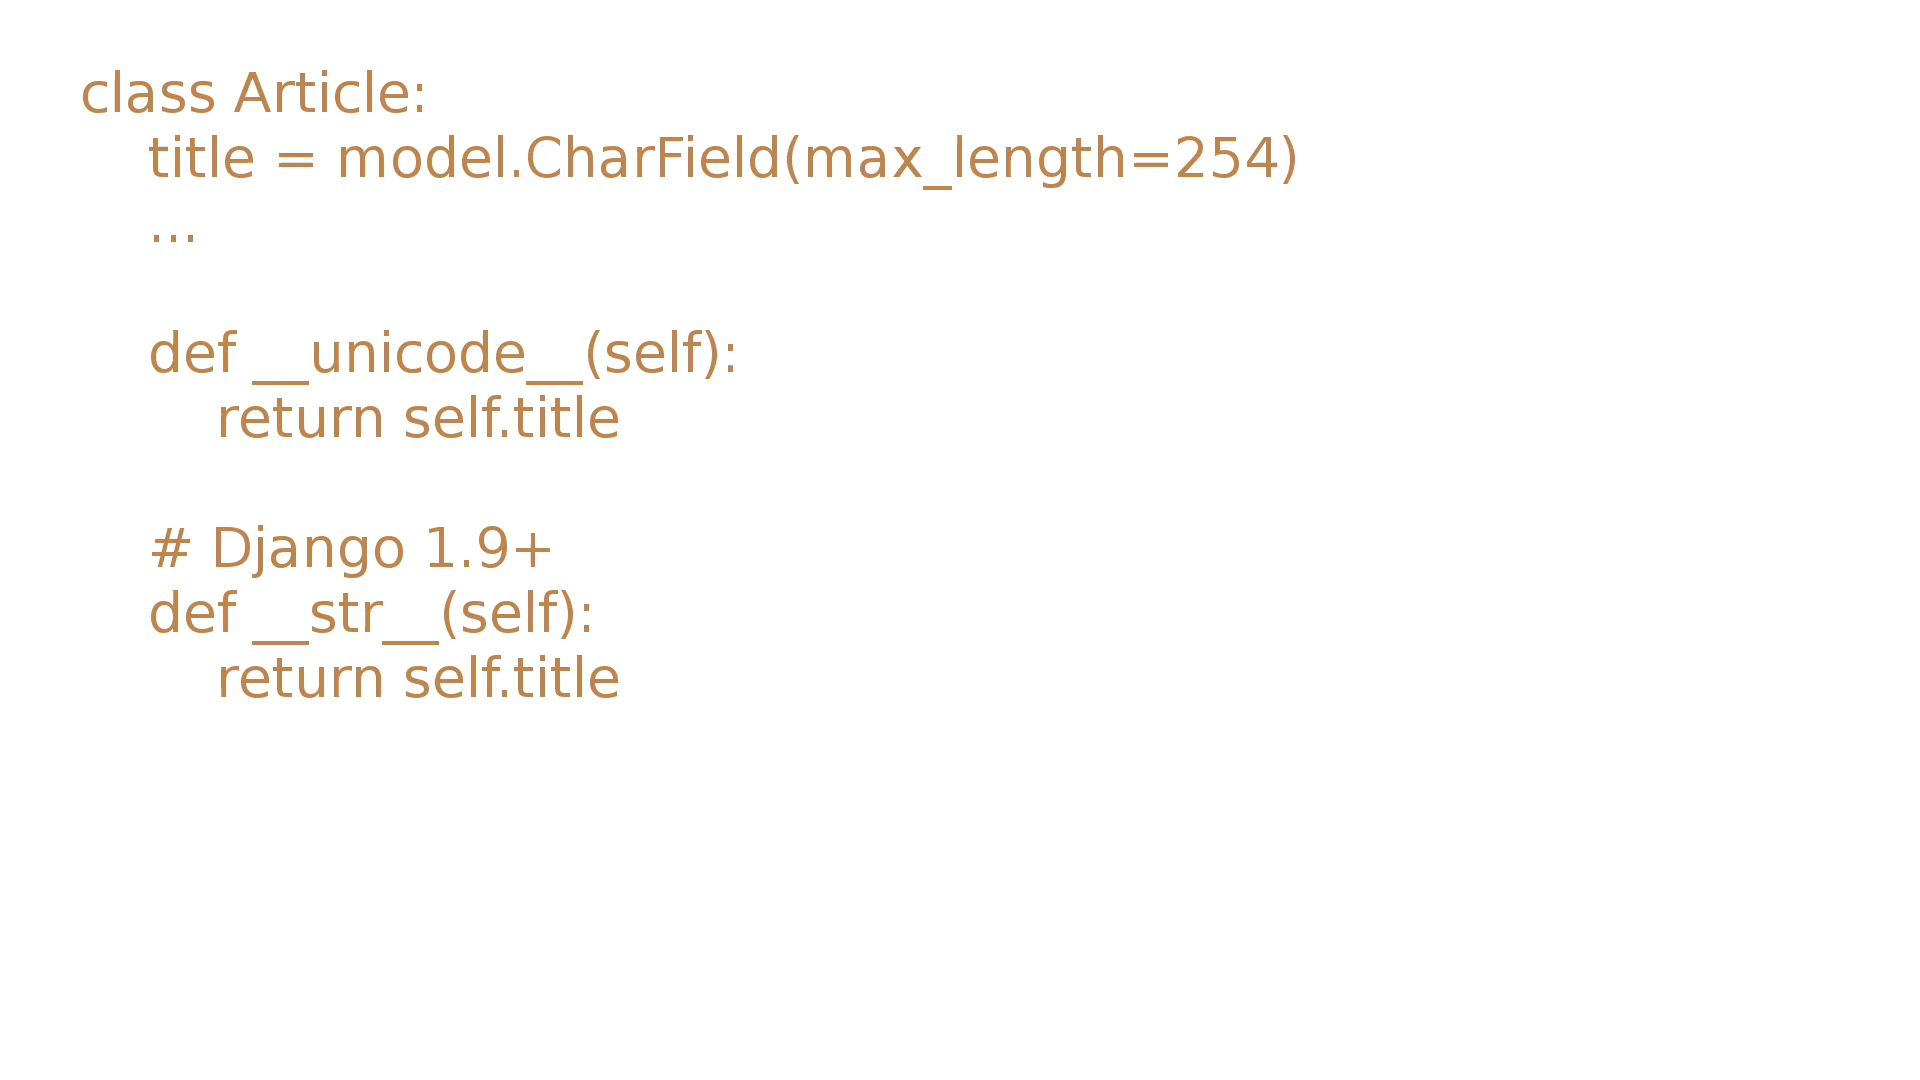 class Article:
    title = model.CharField(max_length=254)
    ...

    def __unicode__(self):
        return self.title

    # Django 1.9+
    def __str__(self):
        return self.title